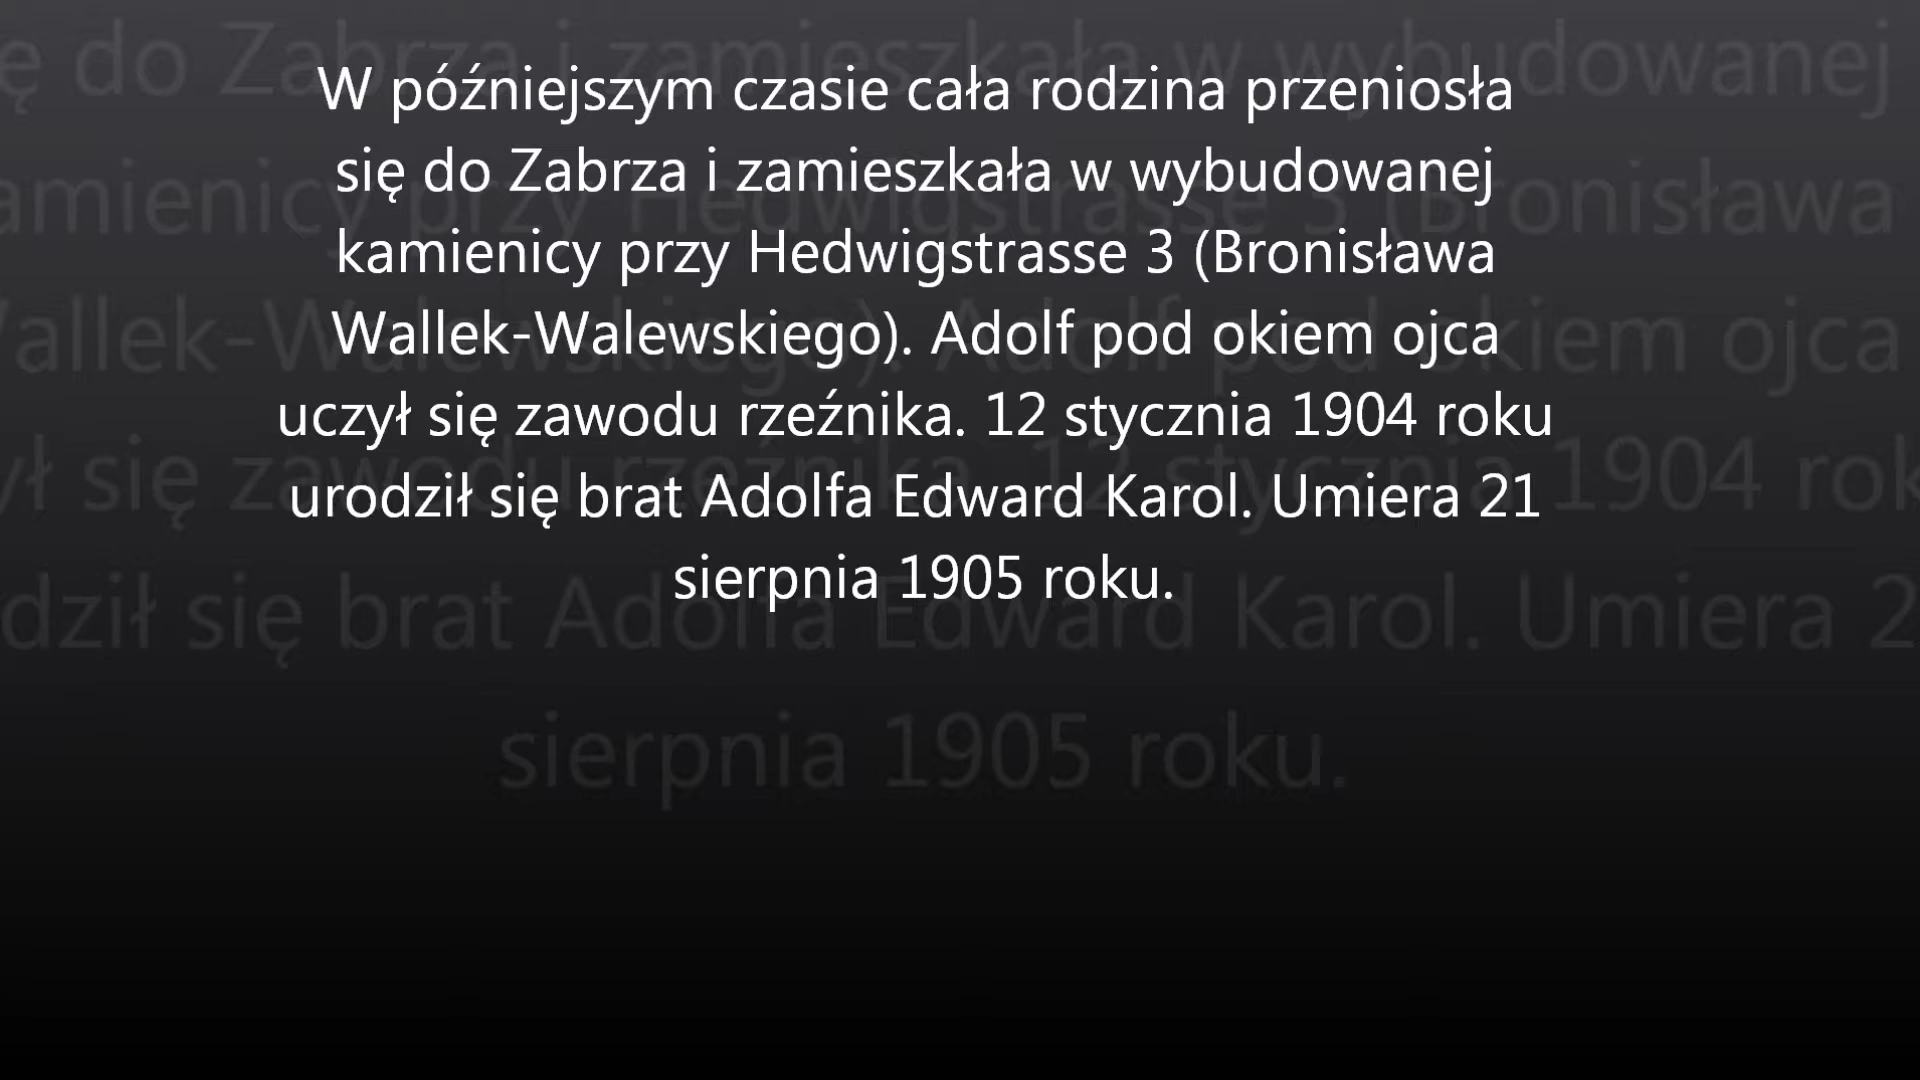 W późniejszym czasie cała rodzina przeniosła
się do Zabrza i zamieszkała w wybudowanej
kamienicy przy Hedwigstrasse 3 (Bronisława
Wallek-Walewskiego). Adolf pod okiem ojca
uczył się zawodu rzeźnika. 12 stycznia 1904 roku
urodził się brat Adolfa Edward Karol. Umiera 21
sierpnia 1905 roku.